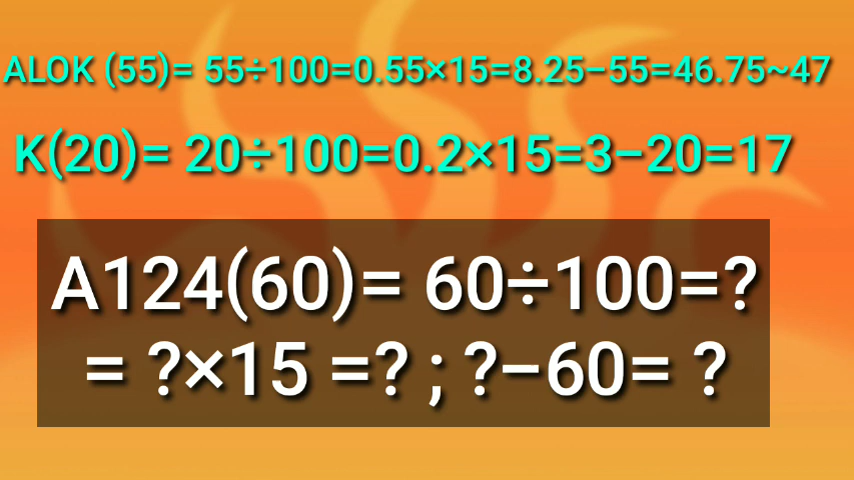 ALOK (55)= 55÷100=0.55×15=8.25−55=46.75~47
K(20)= 20÷100=0.2×15=3−20=17
A124(60)= 60÷100=?
= ?×15 =? ; ?−60= ?